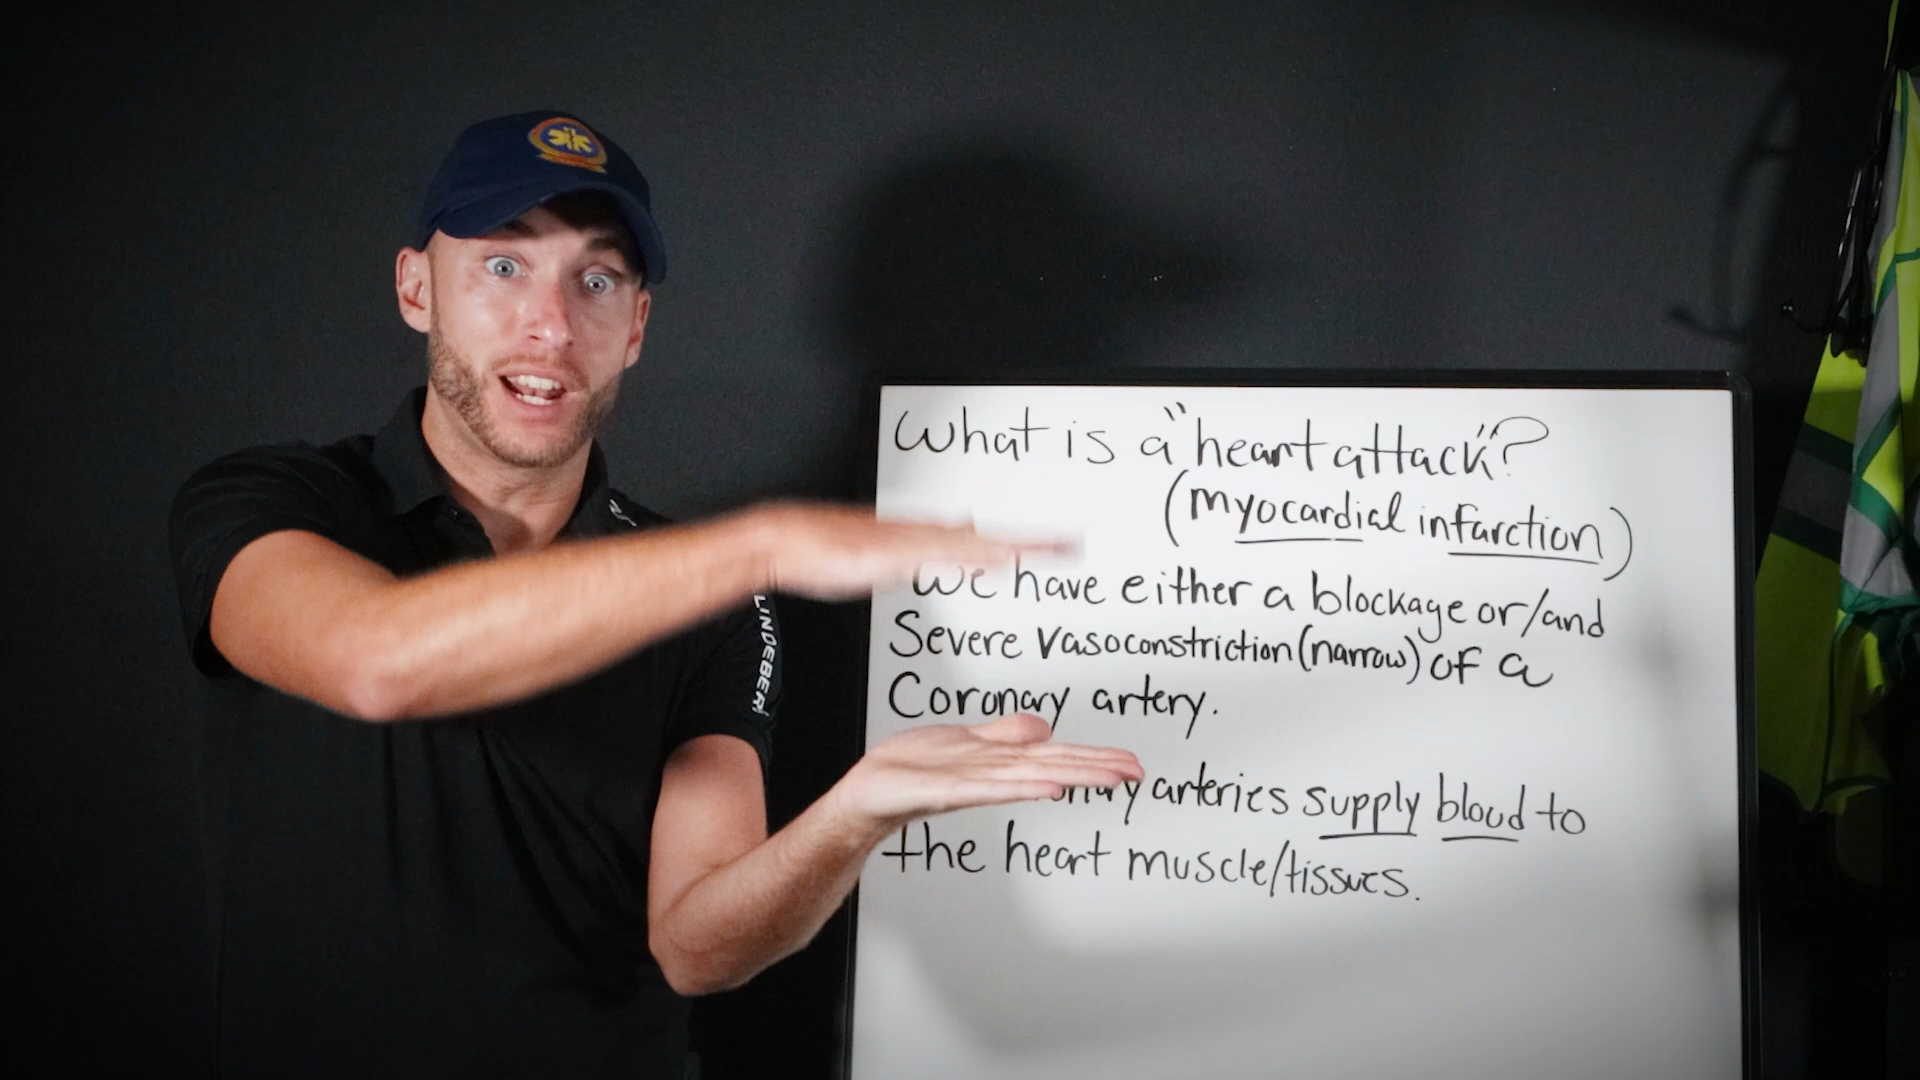 What is a "heart attack"?
(myocardial infarction)
We have either a blockage or/and
Severe vasoconstriction (narrow) of a
Coronary artery.
arteries supply blood to
the heart muscle/tissues.
LINDEBER